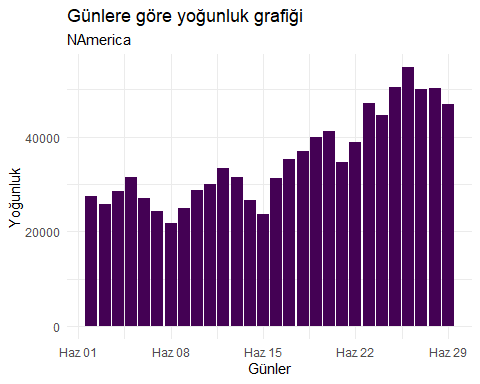 Günlere göre yoğunluk grafiği
NAmerica
Yoğunluk
40000
20000
0
Haz 01 Haz 08 Haz 15 Haz 22 Haz 29
Günler